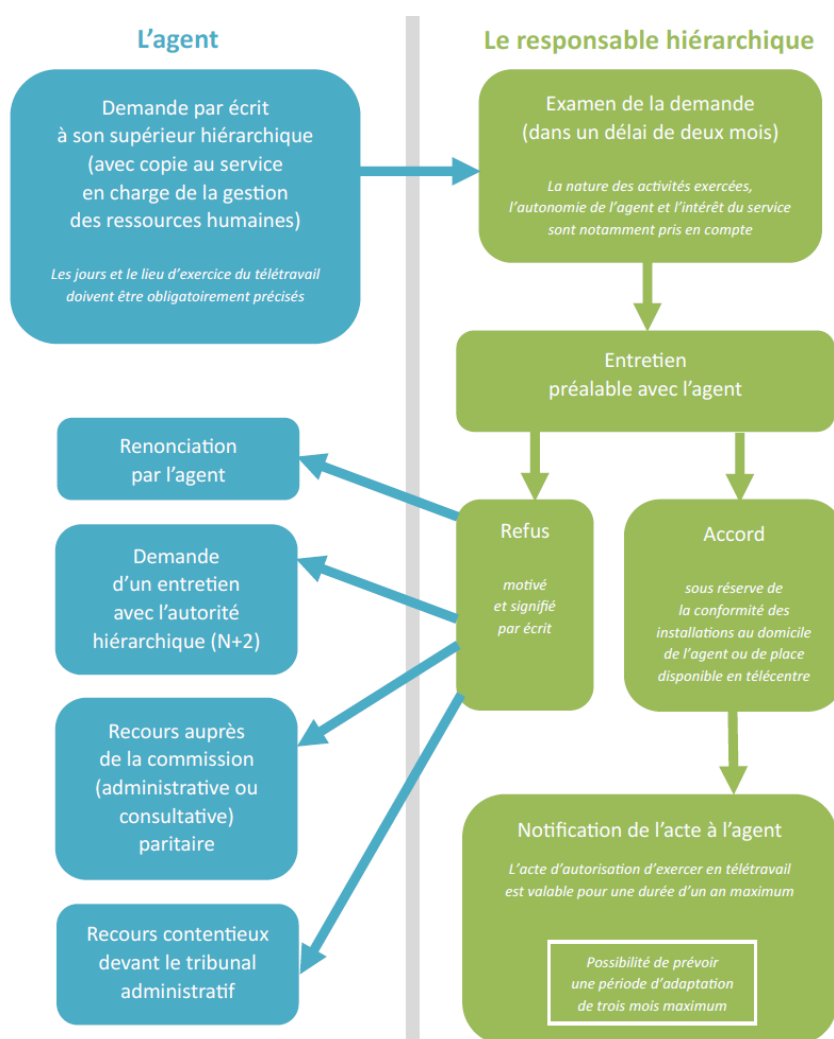 L’agent
Demande par écrit
à son supérieur hiérarchique
(avec copie au service
en charge de la gestion
des ressources humaines)
Les jours et le lieu d’exercice du télétravail
doivent être obligatoirement précisés
Le responsable hiérarchique
Examen de la demande
(dans un délai de deux mois)
La nature des activités exercées,
l’autonomie de l’agent et l’intérêt du service
sont notamment pris en compte
Entretien
préalable avec l’agent
Refus
motivé
et signifié
par écrit
Accord
sous réserve de
la conformité des
installations au domicile
de l’agent ou de place
disponible en télécentre
Renonciation
par l’agent
Demande
d’un entretien
avec l’autorité
hiérarchique (N+2)
Recours auprès
de la commission
(administrative ou
consultative)
paritaire
Recours contentieux
devant le tribunal
administratif
Notification de l’acte à l’agent
L’acte d’autorisation d’exercer en télétravail
est valable pour une durée d’un an maximum
Possibilité de prévoir
une période d’adaptation
de trois mois maximum